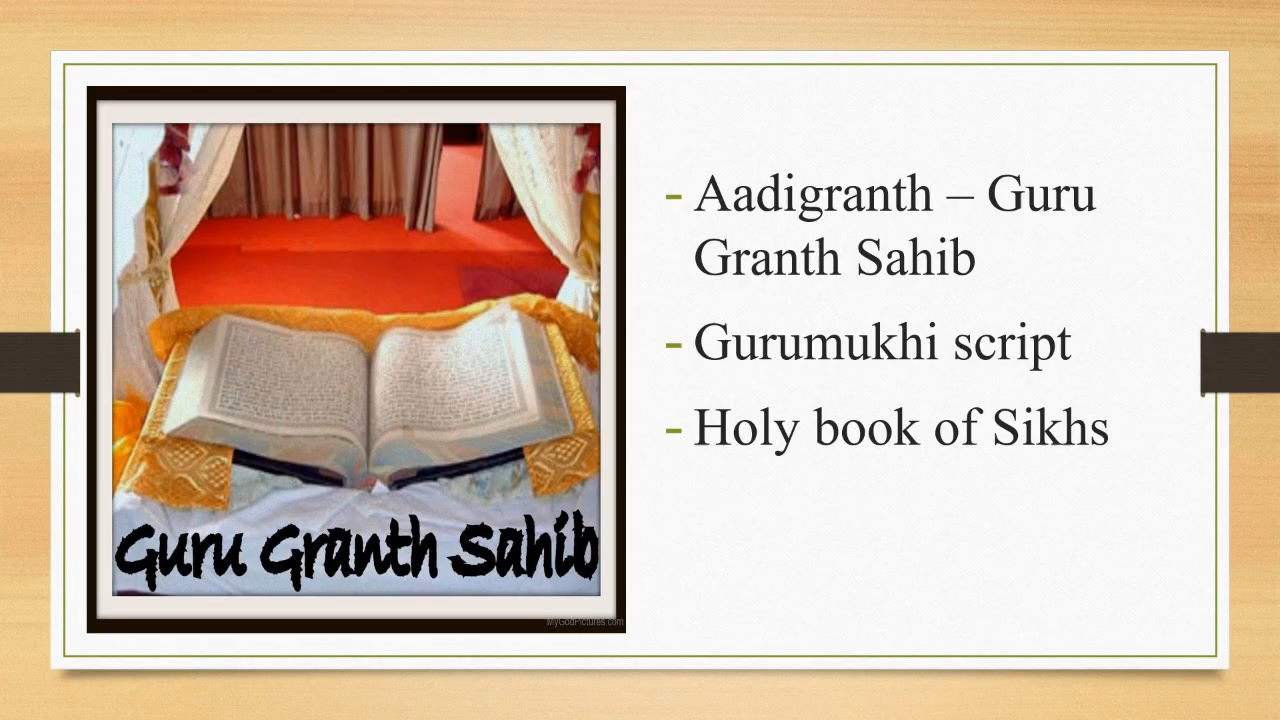 - Aadigranth – Guru
Granth Sahib
- Gurumukhi script
- Holy book of Sikhs
Guru Granth Sahib
MyGodPictures.com